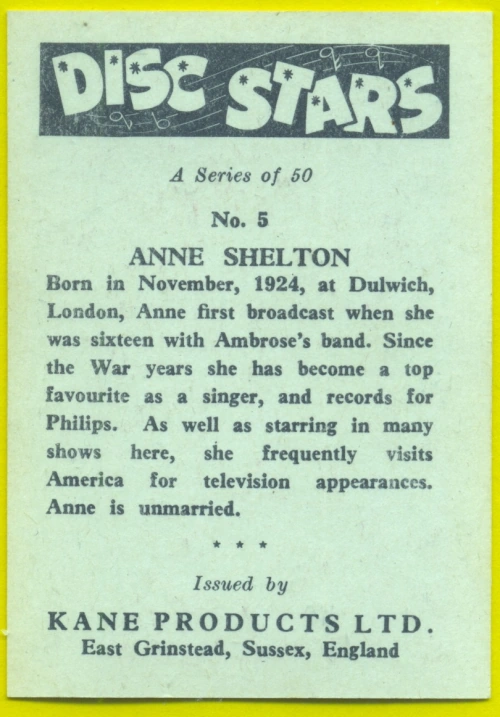 DISC STARS
A Series of 50
No. 5
ANNE SHELTON
Born in November, 1924, at Dulwich,
London, Anne first broadcast when she
was sixteen with Ambrose's band. Since
the War years she has become a top
favourite as a singer, and records for
Philips. As well as starring in many
shows here, she frequently visits
America for television appearances.
Anne is unmarried.
* * *
Issued by
KANE PRODUCTS LTD.
East Grinstead, Sussex, England